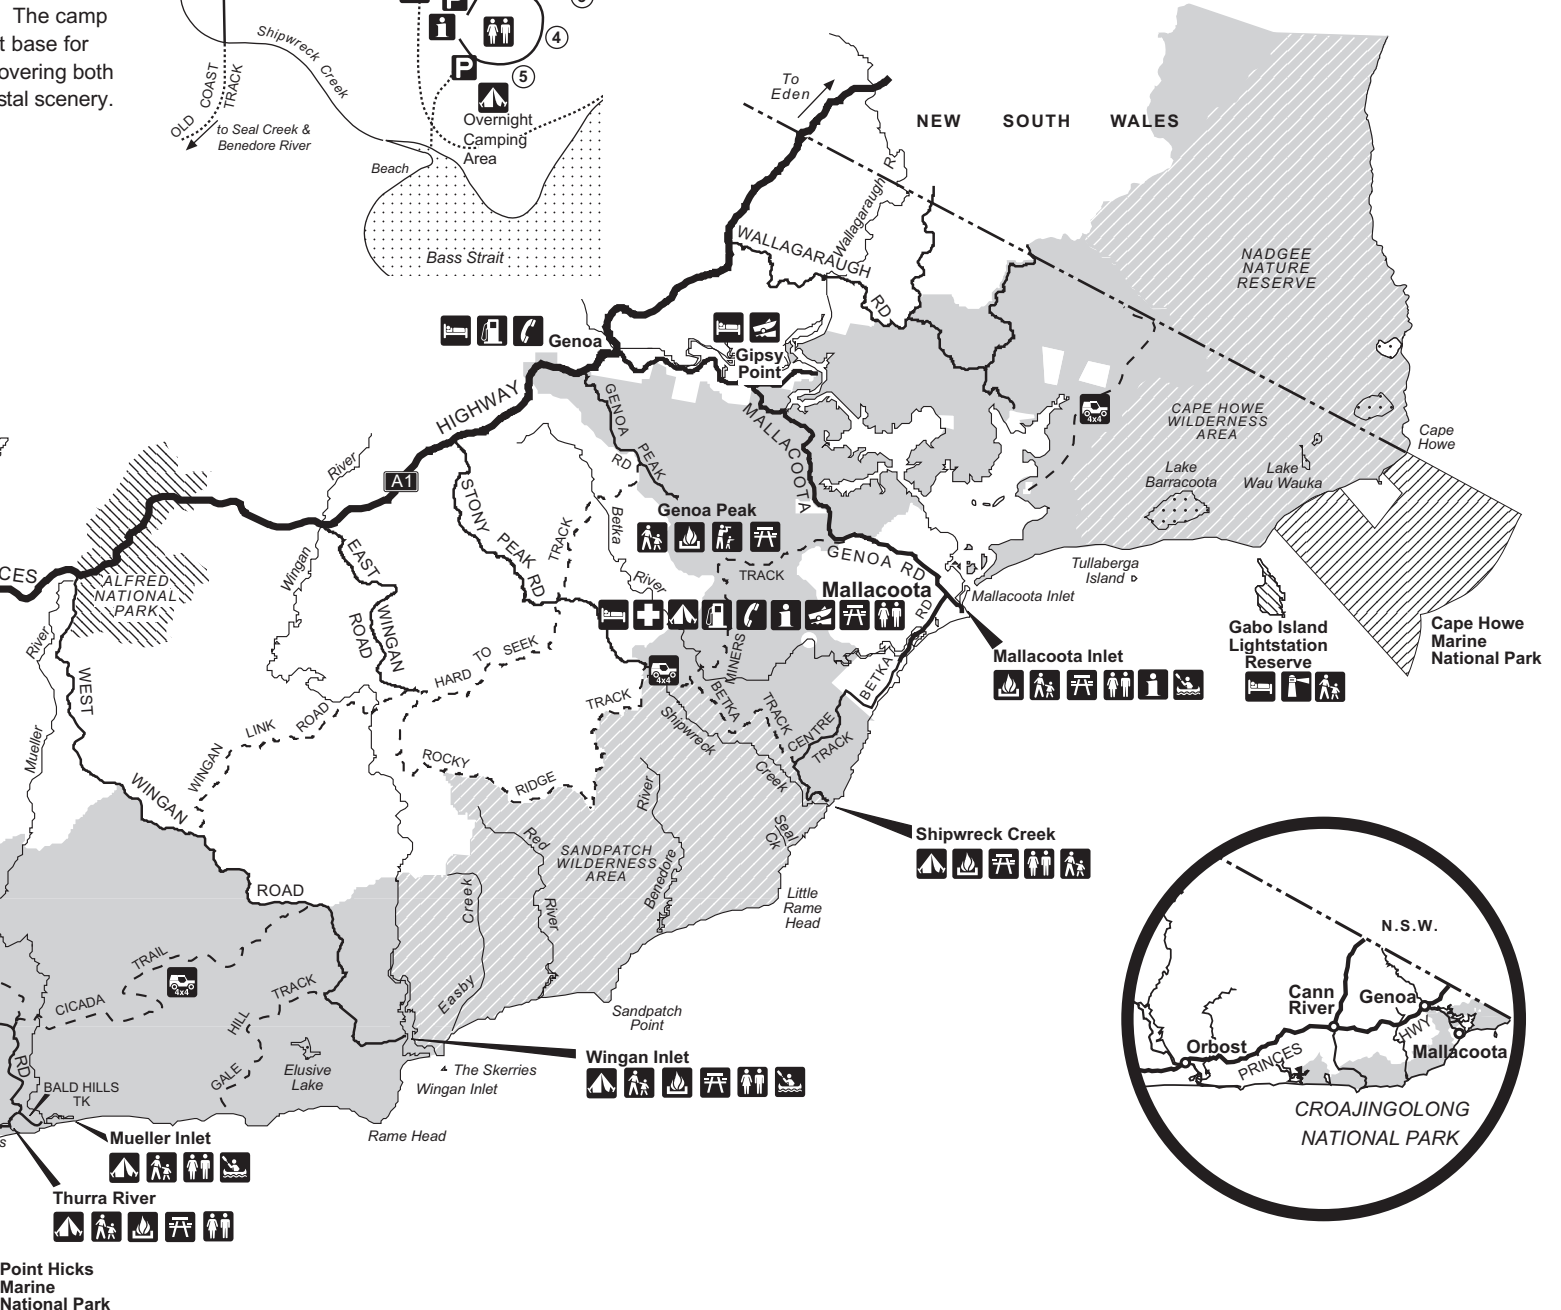 The camp
t base for
overing both
stal scenery.
Shipwreck Creek
OLD COAST TRACK
to Seal Creek &
Benedore River
Beach
P
4
5
Overnight
Camping
Area
Bass Strait
To
Eden
NEW SOUTH WALES
Wallagaraugh R.
WALLAGARAUGH RD
NADGEE
NATURE
RESERVE
Genoa
Gipsy
Point
HIGHWAY
A1
GENOA PEAK RD
MALLACOOTA
4x4
CAPE HOWE
WILDERNESS
AREA
Cape
Howe
Lake
Barracoota
Lake
Wau Wauka
River
STONY PEAK RD
TRACK
Betka River
Genoa Peak
GENOA RD
TRACK
Mallacoota
Tullaberga
Island
Mallacoota Inlet
CES
ALFRED
NATIONAL
PARK
Wingan
EAST WINGAN ROAD
River
WEST
Mueller
HARD TO SEEK
TRACK
4x4
MINERS
BETKA
TRACK
BETKA RD
Mallacoota Inlet
Gabo Island
Lightstation
Reserve
Cape Howe
Marine
National Park
WINGAN LINK ROAD
ROCKY RIDGE
Shipwreck Creek
CENTRE TRACK
WINGAN
ROAD
Red River
SANDPATCH
WILDERNESS
AREA
Benedore River
Seal Ck
Shipwreck Creek
Little
Rame
Head
Easby Creek
TRAIL
CICADA
4x4
GALE HILL TRACK
Elusive
Lake
Sandpatch
Point
Wingan Inlet
The Skerries
Wingan Inlet
RD
BALD HILLS
TK
s
Rame Head
Mueller Inlet
Thurra River
Point Hicks
Marine
National Park
N.S.W.
Cann
River
Genoa
Orbost
PRINCES HWY
Mallacoota
CROAJINGOLONG
NATIONAL PARK